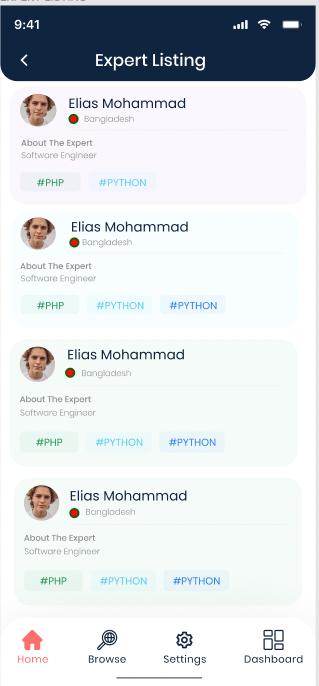 9:41
Expert Listing
Elias Mohammad
Bangladesh
About The Expert
Software Engineer
#PHP #PYTHON
Elias Mohammad
Bangladesh
About The Expert
Software Engineer
#PHP #PYTHON #PYTHON
Elias Mohammad
Bangladesh
About The Expert
Software Engineer
#PHP #PYTHON #PYTHON
Elias Mohammad
Bangladesh
About The Expert
Software Engineer
#PHP #PYTHON #PYTHON
Home Browse Settings Dashboard